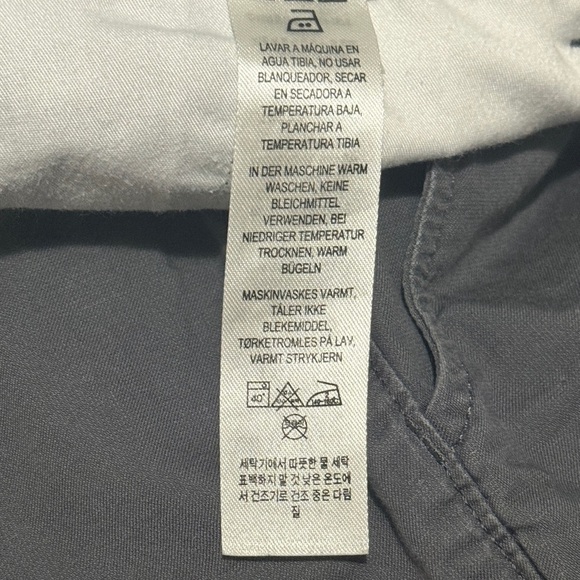 LAVAR A MÁQUINA EN
AGUA TIBIA, NO USAR
BLANQUEADOR, SECAR
EN SECADORA A
TEMPERATURA BAJA,
PLANCHAR A
TEMPERATURA TIBIA
IN DER MASCHINE WARM
WASCHEN, KEINE
BLEICHMITTEL
VERWENDEN, BEI
NIEDRIGER TEMPERATUR
TROCKNEN, WARM
BÜGELN
MASKINVASKES VARMT,
TÅLER IKKE
BLEKEMIDDEL,
TØRKETROMLES PÅ LAV,
VARMT STRYKJERN
40°
세탁기에서 따뜻한 물 세탁
표백하지 말 것 낮은 온도에
서 건조기로 건조 중온 다림
질